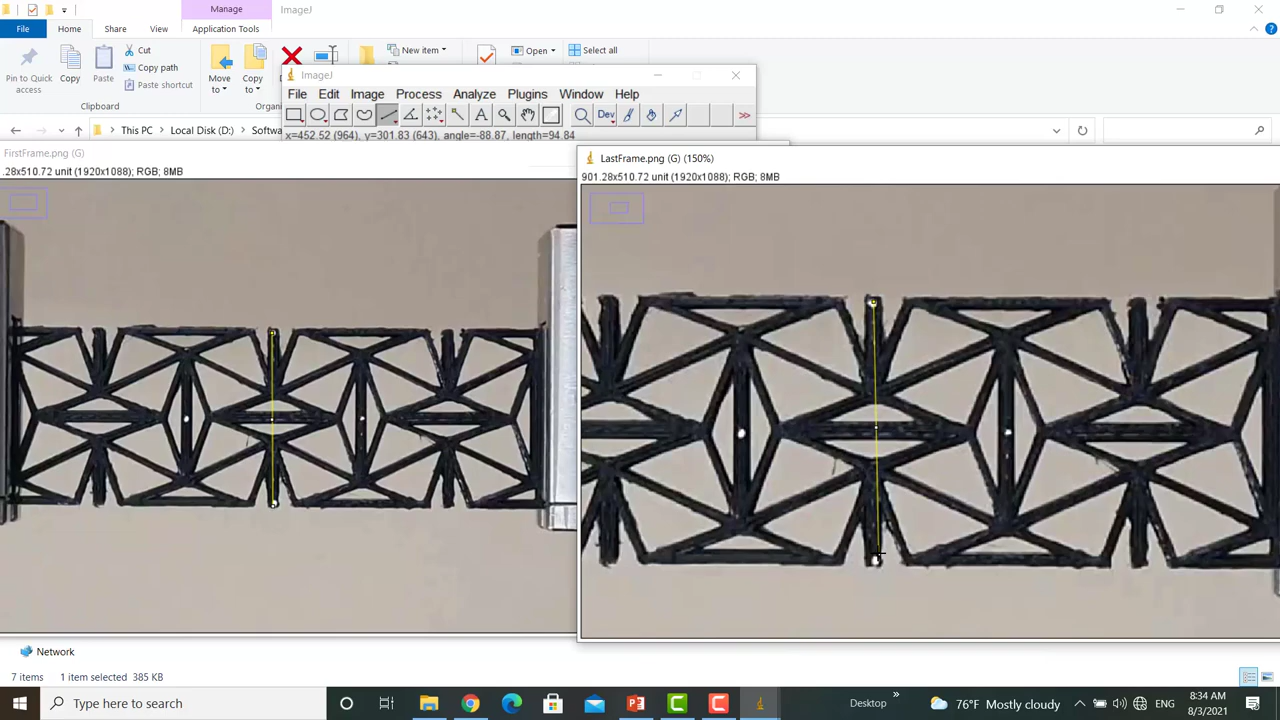 Manage
ImageJ
File
Home
Share
View
Application Tools
Pin to Quick access
Copy
Paste
Cut
Copy path
Paste shortcut
Clipboard
Move to
Copy to
New item
Open
Select all
Organ
ImageJ
File Edit Image Process Analyze Plugins Window Help
Dev
>>
x=452.52 (964), y=301.83 (643), angle=-88.87, length=94.84
This PC > Local Disk (D:) > Softwa
FirstFrame.png (G)
.28x510.72 unit (1920x1088); RGB; 8MB
LastFrame.png (G) (150%)
901.28x510.72 unit (1920x1088); RGB; 8MB
Network
7 items 1 item selected 385 KB
Type here to search
Desktop
»
76°F Mostly cloudy
ENG
8:34 AM
8/3/2021